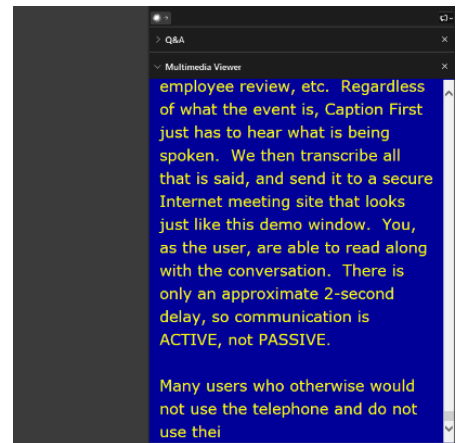 Q&A
Multimedia Viewer
employee review, etc.  Regardless
of what the event is, Caption First
just has to hear what is being
spoken.  We then transcribe all
that is said, and send it to a secure
Internet meeting site that looks
just like this demo window.  You,
as the user, are able to read along
with the conversation.  There is
only an approximate 2-second
delay, so communication is
ACTIVE, not PASSIVE.
Many users who otherwise would
not use the telephone and do not
use thei